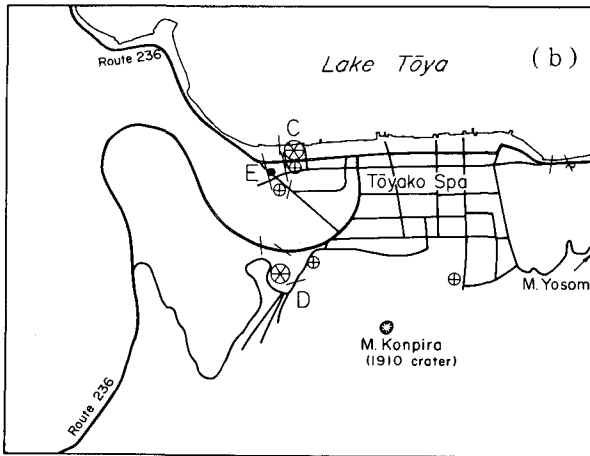 Route 236
Lake Tōya
(b)
C
E
Tōyako Spa
D
M. Yosom
M. Konpira
(1910 crater)
Route 236